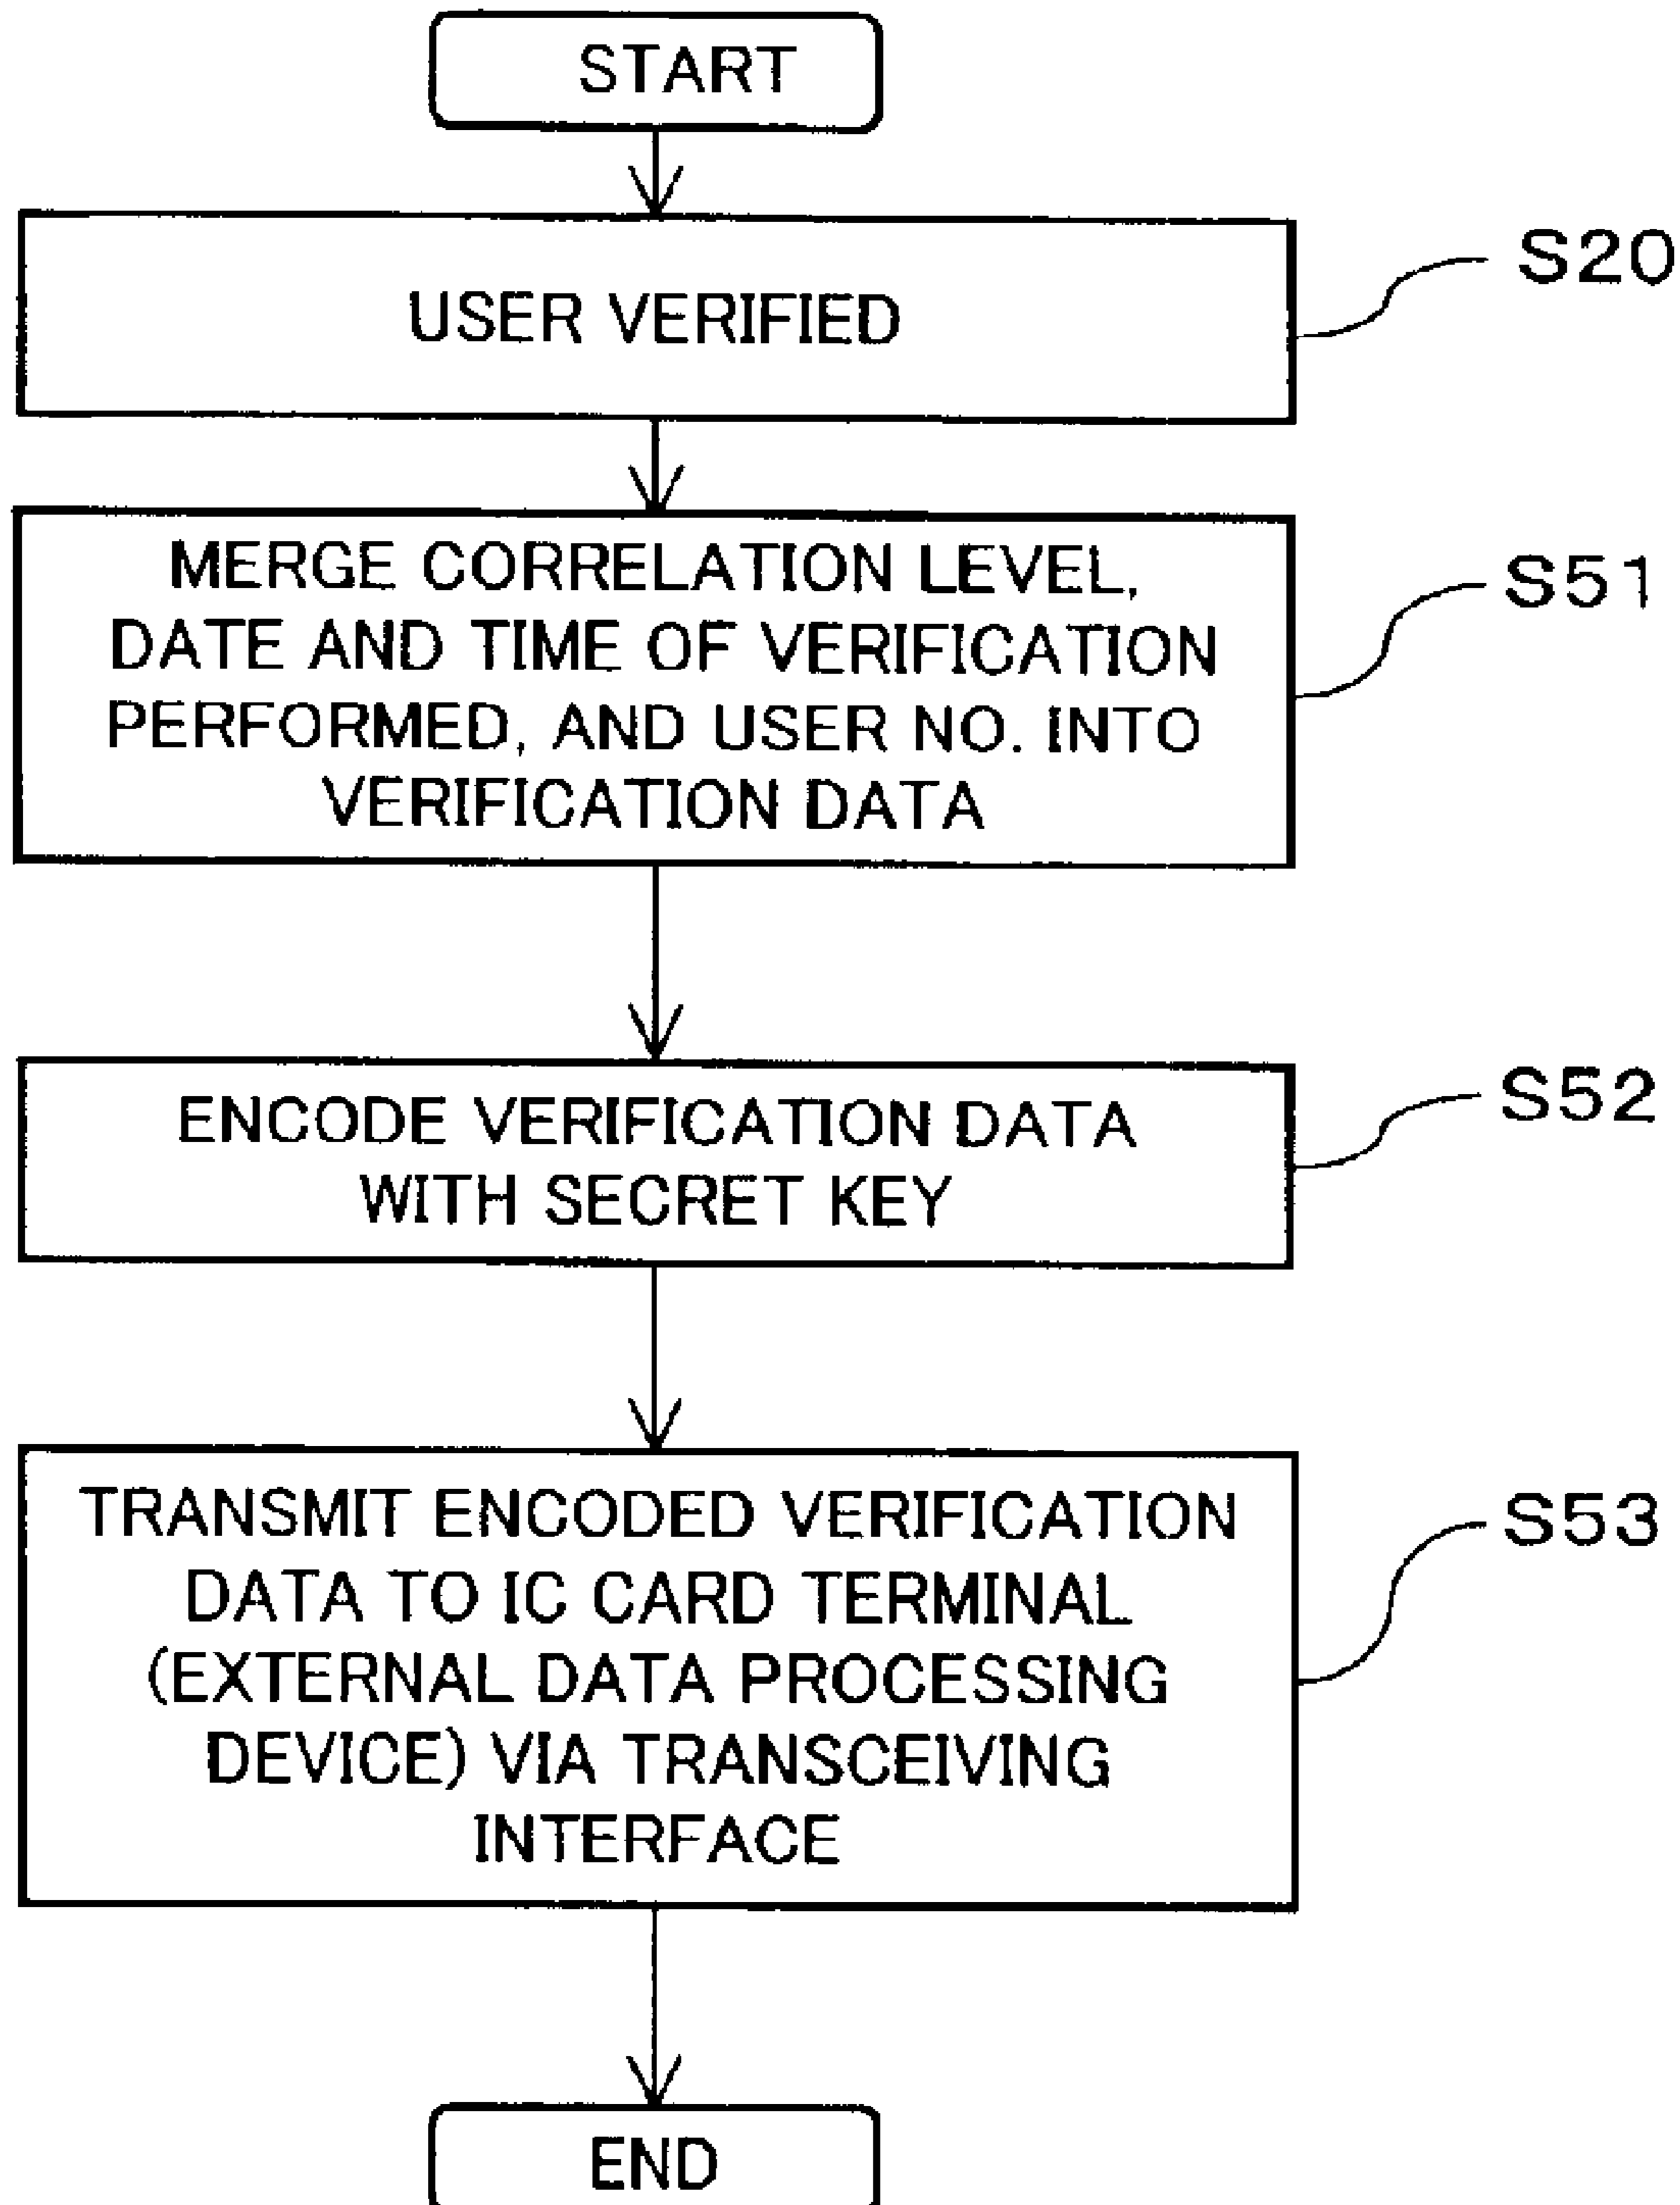 START
USER VERIFIED
S20
MERGE CORRELATION LEVEL,
DATE AND TIME OF VERIFICATION
PERFORMED, AND USER NO. INTO
VERIFICATION DATA
S51
ENCODE VERIFICATION DATA
WITH SECRET KEY
S52
TRANSMIT ENCODED VERIFICATION
DATA TO IC CARD TERMINAL
(EXTERNAL DATA PROCESSING
DEVICE) VIA TRANSCEIVING
INTERFACE
S53
END